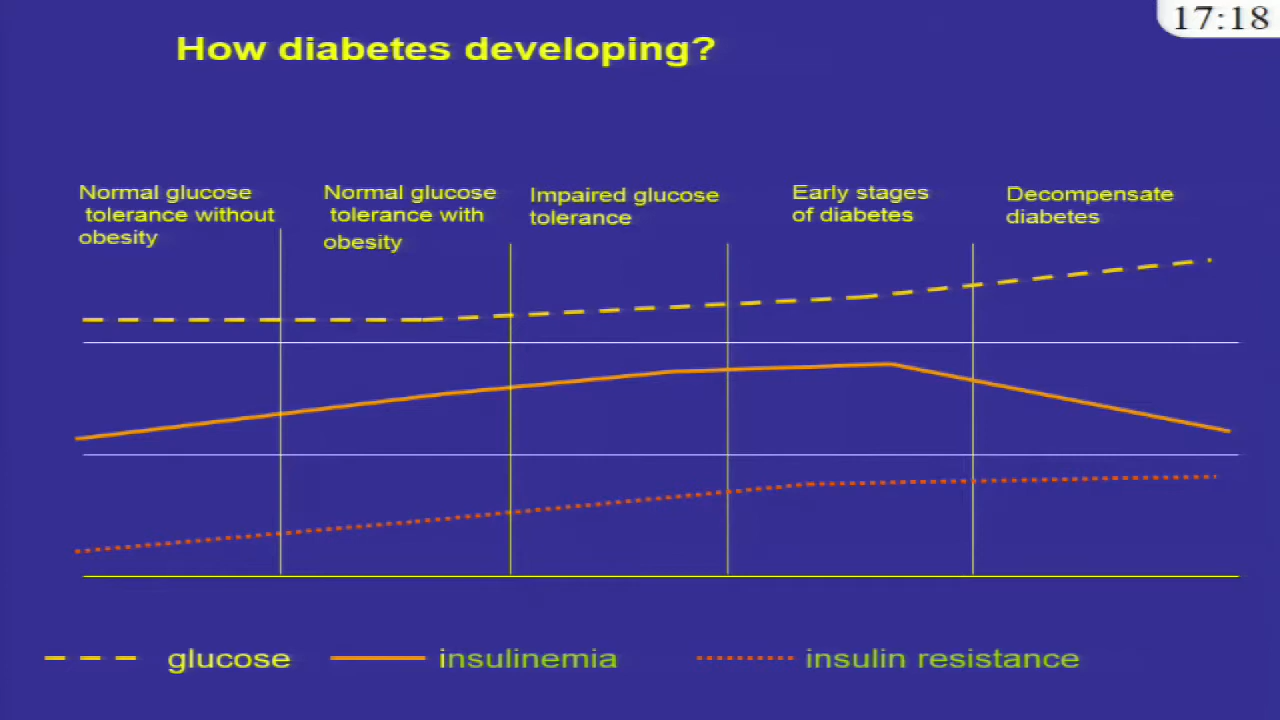 17:18
How diabetes developing?
Normal glucose
tolerance without
obesity
Normal glucose
tolerance with
obesity
Impaired glucose
tolerance
Early stages
of diabetes
Decompensate
diabetes
glucose
insulinemia
insulin resistance